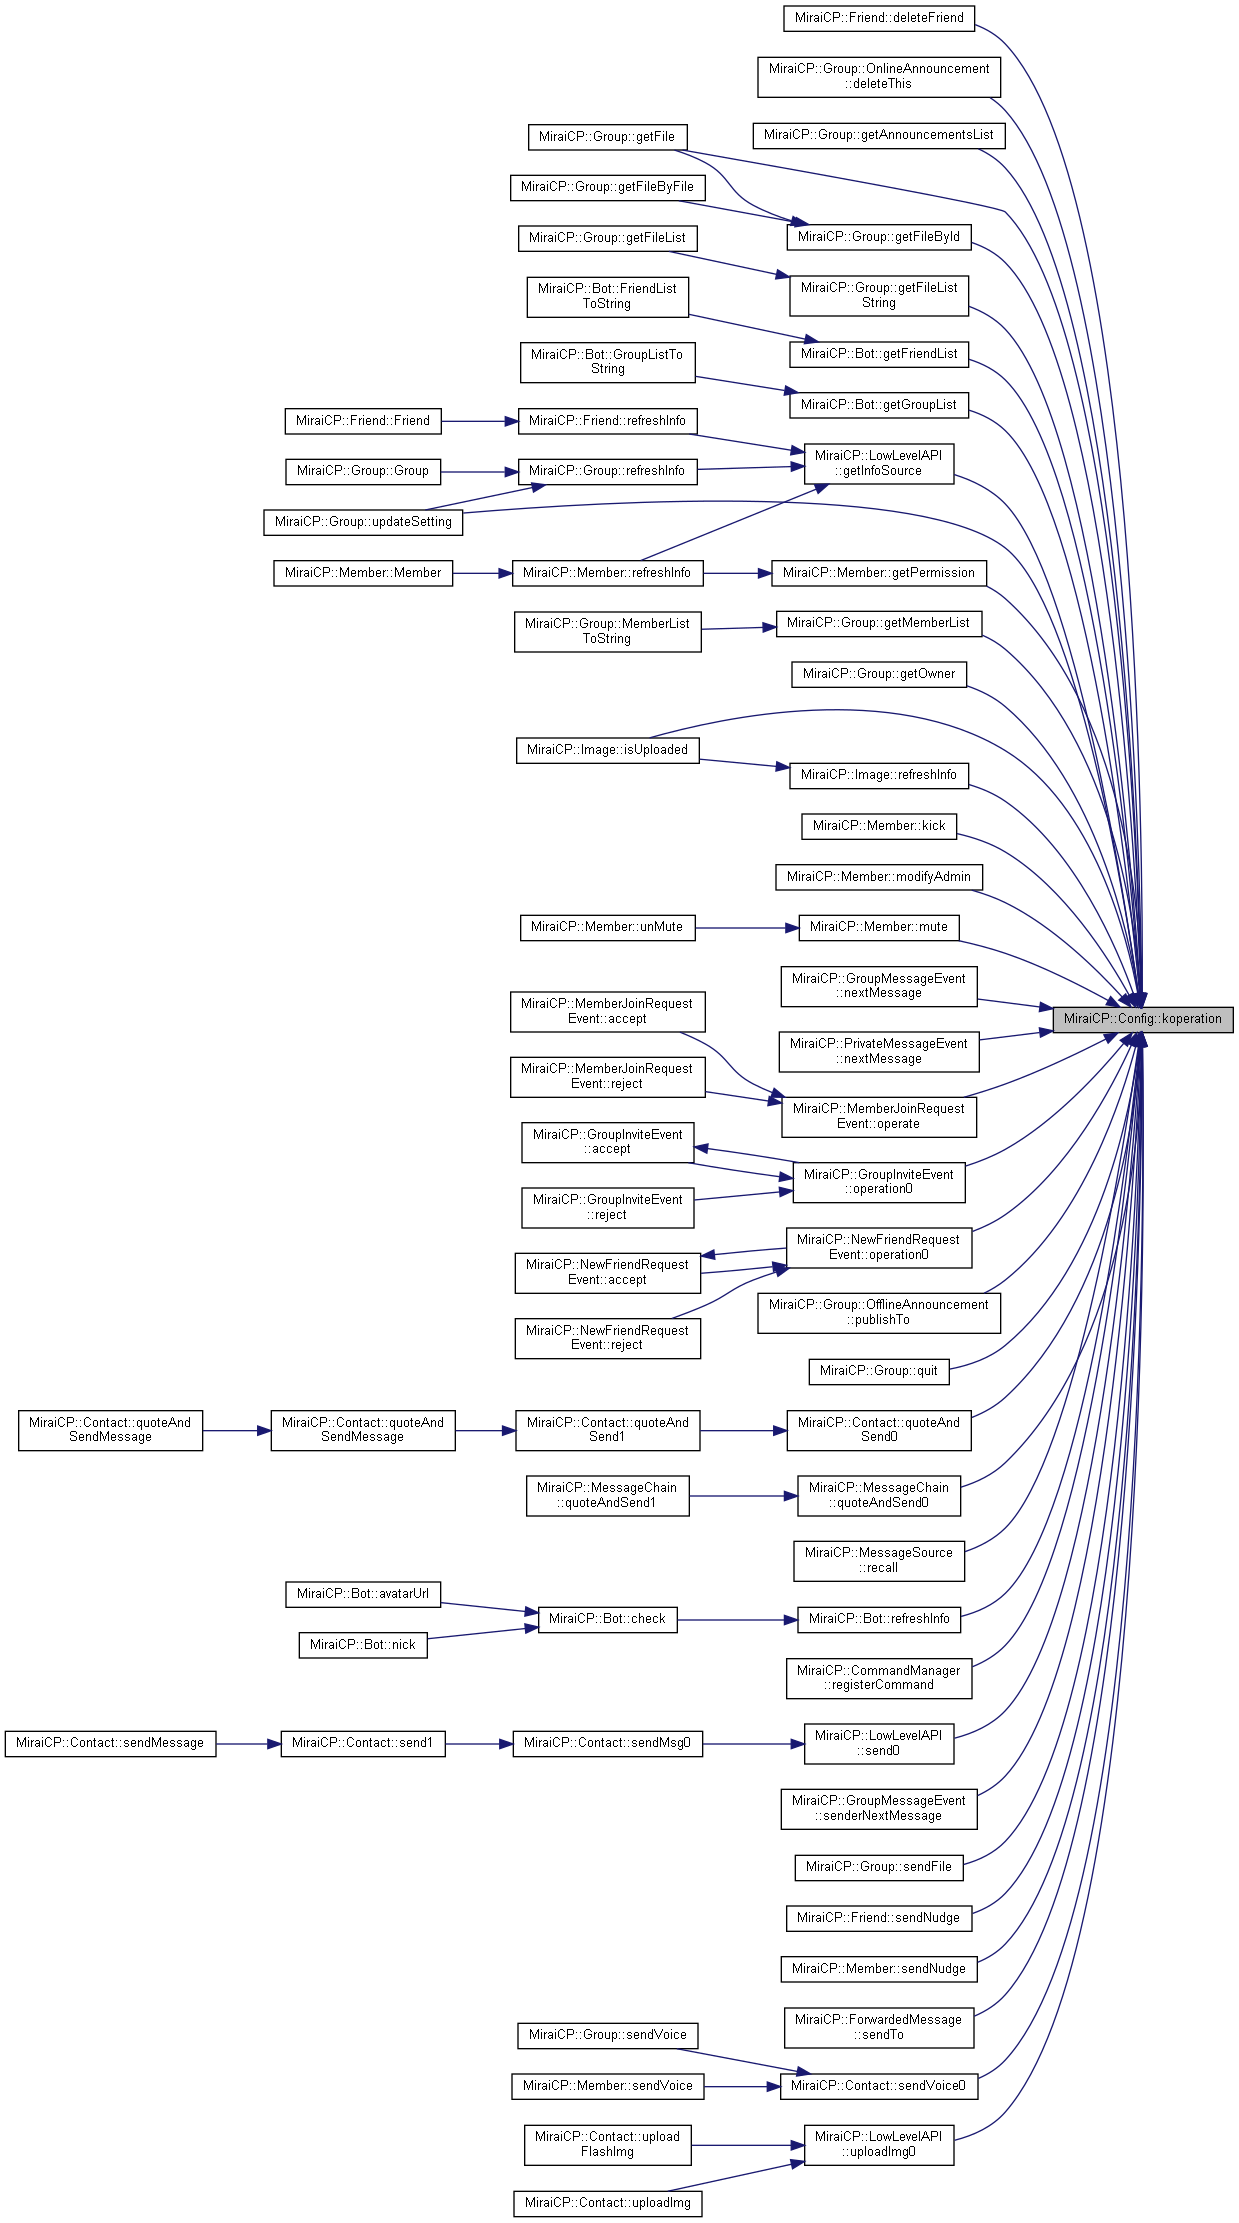 MiraiCP::Friend::deleteFriend
MiraiCP::Group::OnlineAnnouncement
::deleteThis
MiraiCP::Group::getFile
MiraiCP::Group::getAnnouncementsList
MiraiCP::Group::getFileByFile
MiraiCP::Group::getFileList
MiraiCP::Group::getFileById
MiraiCP::Bot::FriendList
ToString
MiraiCP::Group::getFileList
String
MiraiCP::Bot::GroupListTo
String
MiraiCP::Bot::getFriendList
MiraiCP::Bot::getGroupList
MiraiCP::Friend::Friend
MiraiCP::Friend::refreshInfo
MiraiCP::LowLevelAPI
::getInfoSource
MiraiCP::Group::Group
MiraiCP::Group::refreshInfo
MiraiCP::Group::updateSetting
MiraiCP::Member::Member
MiraiCP::Member::refreshInfo
MiraiCP::Member::getPermission
MiraiCP::Group::MemberList
ToString
MiraiCP::Group::getMemberList
MiraiCP::Group::getOwner
MiraiCP::Image::isUploaded
MiraiCP::Image::refreshInfo
MiraiCP::Member::kick
MiraiCP::Member::modifyAdmin
MiraiCP::Member::unMute
MiraiCP::Member::mute
MiraiCP::GroupMessageEvent
::nextMessage
MiraiCP::MemberJoinRequest
Event::accept
MiraiCP::Config::koperation
MiraiCP::PrivateMessageEvent
::nextMessage
MiraiCP::MemberJoinRequest
Event::reject
MiraiCP::MemberJoinRequest
Event::operate
MiraiCP::GroupInviteEvent
::accept
MiraiCP::GroupInviteEvent
::operation0
MiraiCP::GroupInviteEvent
::reject
MiraiCP::NewFriendRequest
Event::operation0
MiraiCP::NewFriendRequest
Event::accept
MiraiCP::Group::OfflineAnnouncement
::publishTo
MiraiCP::NewFriendRequest
Event::reject
MiraiCP::Group::quit
MiraiCP::Contact::quoteAnd
SendMessage
MiraiCP::Contact::quoteAnd
SendMessage
MiraiCP::Contact::quoteAnd
Send1
MiraiCP::Contact::quoteAnd
Send0
MiraiCP::MessageChain
::quoteAndSend1
MiraiCP::MessageChain
::quoteAndSend0
MiraiCP::MessageSource
::recall
MiraiCP::Bot::avatarUrl
MiraiCP::Bot::nick
MiraiCP::Bot::check
MiraiCP::Bot::refreshInfo
MiraiCP::CommandManager
::registerCommand
MiraiCP::Contact::sendMessage
MiraiCP::Contact::send1
MiraiCP::Contact::sendMsg0
MiraiCP::LowLevelAPI
::send0
MiraiCP::GroupMessageEvent
::senderNextMessage
MiraiCP::Group::sendFile
MiraiCP::Friend::sendNudge
MiraiCP::Member::sendNudge
MiraiCP::ForwardedMessage
::sendTo
MiraiCP::Group::sendVoice
MiraiCP::Member::sendVoice
MiraiCP::Contact::sendVoice0
MiraiCP::Contact::upload
FlashImg
MiraiCP::LowLevelAPI
::uploadImg0
MiraiCP::Contact::uploadImg